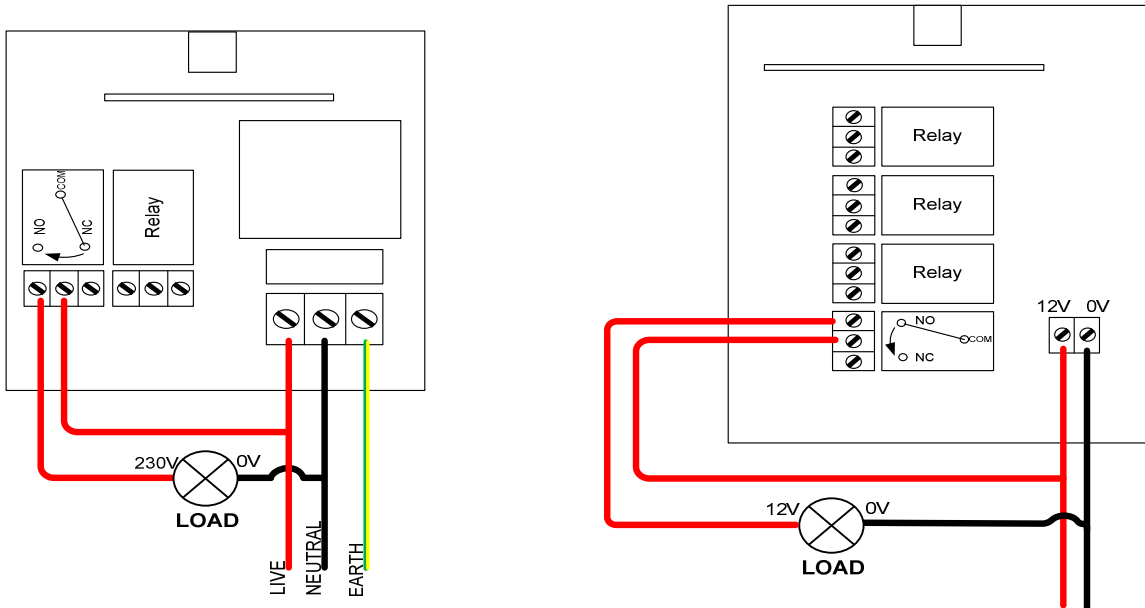 COM
NO
NC
Relay
230V
0V
LOAD
LIVE
NEUTRAL
EARTH
Relay
Relay
Relay
NO
COM
NC
12V 0V
12V
0V
LOAD